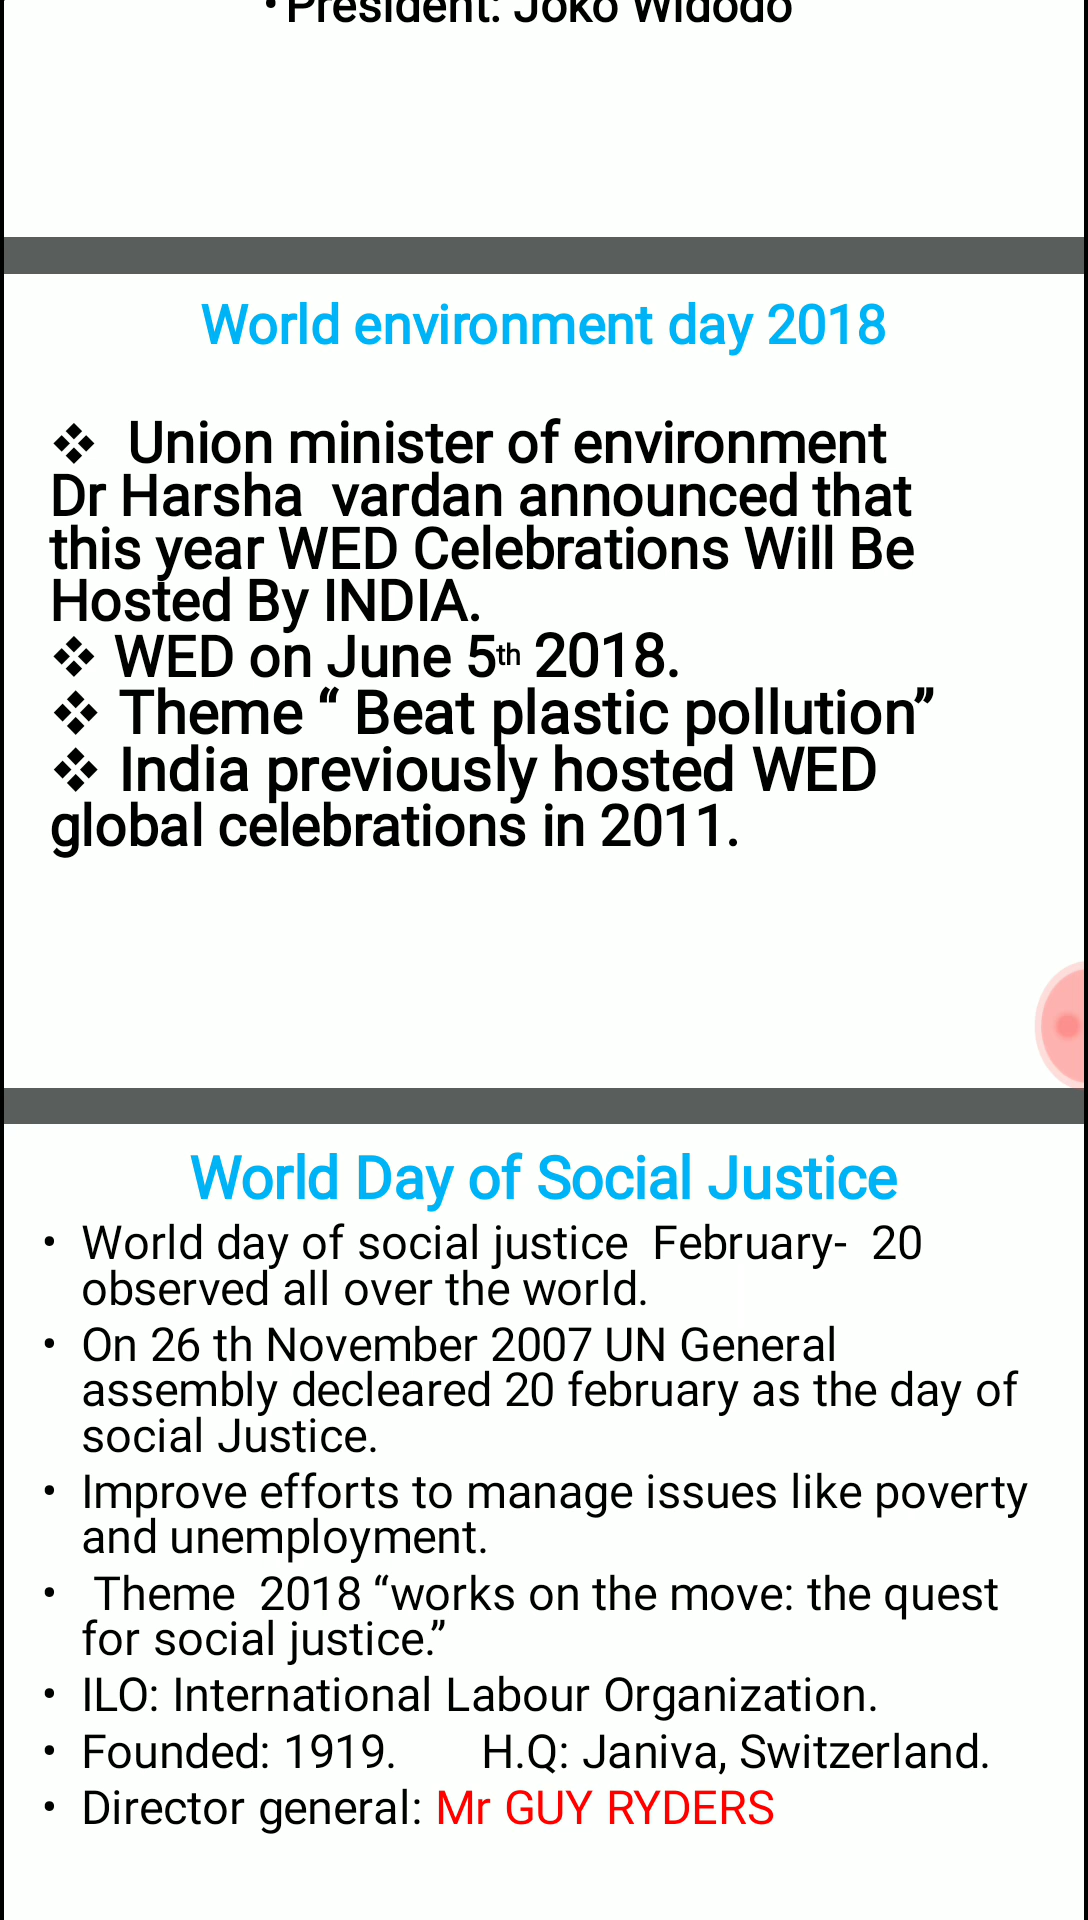 • President: Joko Widodo
World environment day 2018
❖ Union minister of environment
Dr Harsha vardan announced that
this year WED Celebrations Will Be
Hosted By INDIA.
❖ WED on June 5th 2018.
❖ Theme “ Beat plastic pollution”
❖ India previously hosted WED
global celebrations in 2011.
World Day of Social Justice
• World day of social justice February- 20
observed all over the world.
• On 26 th November 2007 UN General
assembly decleared 20 february as the day of
social Justice.
• Improve efforts to manage issues like poverty
and unemployment.
• Theme 2018 “works on the move: the quest
for social justice.”
• ILO: International Labour Organization.
• Founded: 1919. H.Q: Janiva, Switzerland.
• Director general: Mr GUY RYDERS